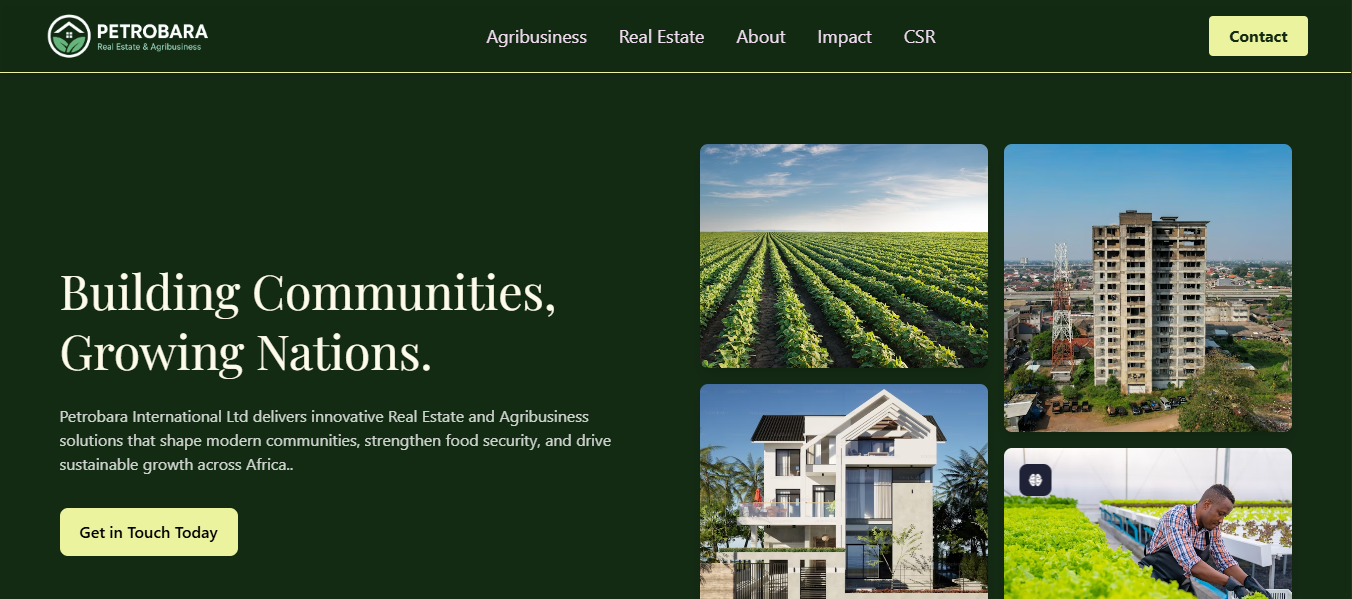 PETROBARA
Real Estate & Agribusiness
Agribusiness
Real Estate
About
Impact
CSR
Contact
Building Communities,
Growing Nations.
Petrobara International Ltd delivers innovative Real Estate and Agribusiness
solutions that shape modern communities, strengthen food security, and drive
sustainable growth across Africa..
Get in Touch Today